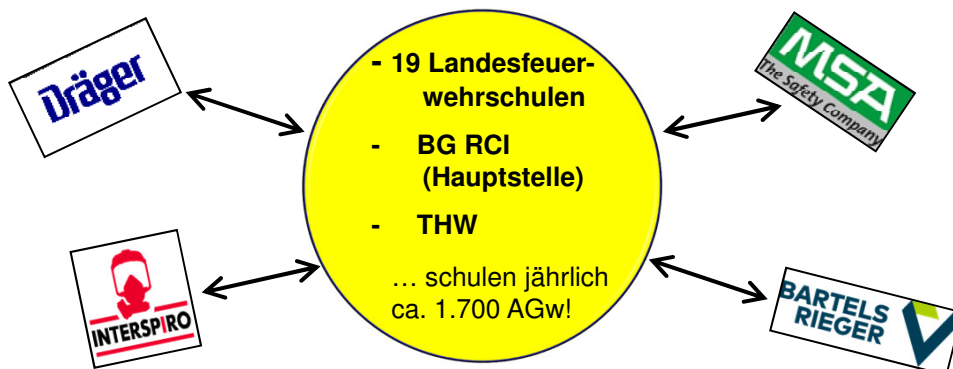 Dräger
- 19 Landesfeuer-
wehrschulen
- BG RCI
(Hauptstelle)
- THW
... schulen jährlich
ca. 1.700 AGw!
MSA
The Safety Company
INTERSPIRO
BARTELS
RIEGER